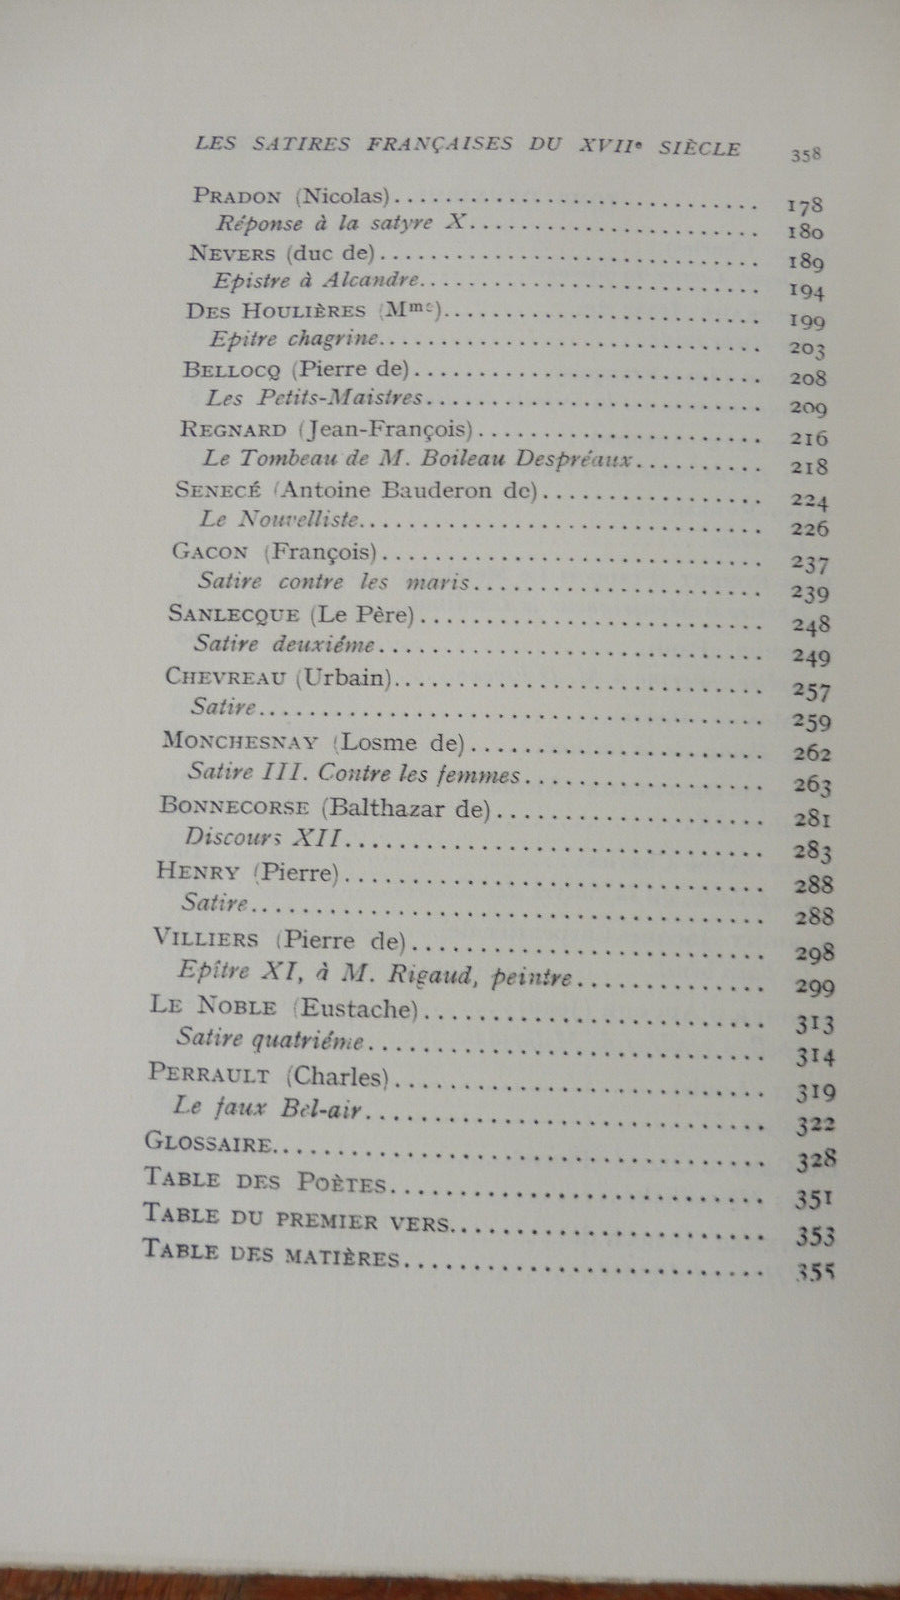 LES SATIRES FRANÇAISES DU XVIIe SIÈCLE 358
PRADON (Nicolas)............................. 178
Réponse à la satyre X....................... 180
NEVERS (duc de).............................. 189
Epistre à Alcandre........................... 194
DES HOULIÈRES (Mme)......................... 199
Epitre chagrine.............................. 203
BELLOCQ (Pierre de)........................... 208
Les Petits-Maistres........................... 209
REGNARD (Jean-François)....................... 216
Le Tombeau de M. Boileau Despréaux.......... 218
SENECÉ (Antoine Bauderon de).................. 224
Le Nouvelliste................................ 226
GACON (François).............................. 237
Satire contre les maris....................... 239
SANLECQUE (Le Père)........................... 248
Satire deuxiéme............................... 249
CHEVREAU (Urbain)............................. 257
Satire........................................ 259
MONCHESNAY (Losme de)........................ 262
Satire III. Contre les femmes................... 263
BONNECORSE (Balthazar de)..................... 281
Discours XII.................................. 283
HENRY (Pierre)................................ 288
Satire........................................ 288
VILLIERS (Pierre de)............................ 298
Epître XI, à M. Rigaud, peintre............... 299
LE NOBLE (Eustache)........................... 313
Satire quatriéme............................... 314
PERRAULT (Charles)............................. 319
Le faux Bel-air................................ 322
GLOSSAIRE...................................... 328
TABLE DES POÈTES.............................. 351
TABLE DU PREMIER VERS......................... 353
TABLE DES MATIÈRES............................ 355